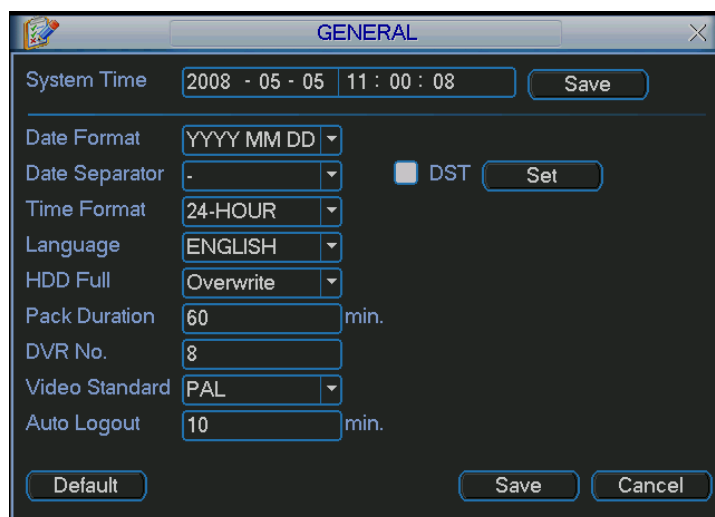 GENERAL
System Time 2008 - 05 - 05 11 : 00 : 08 Save
Date Format YYYY MM DD
Date Separator - DST Set
Time Format 24-HOUR
Language ENGLISH
HDD Full Overwrite
Pack Duration 60 min.
DVR No. 8
Video Standard PAL
Auto Logout 10 min.
Default Save Cancel